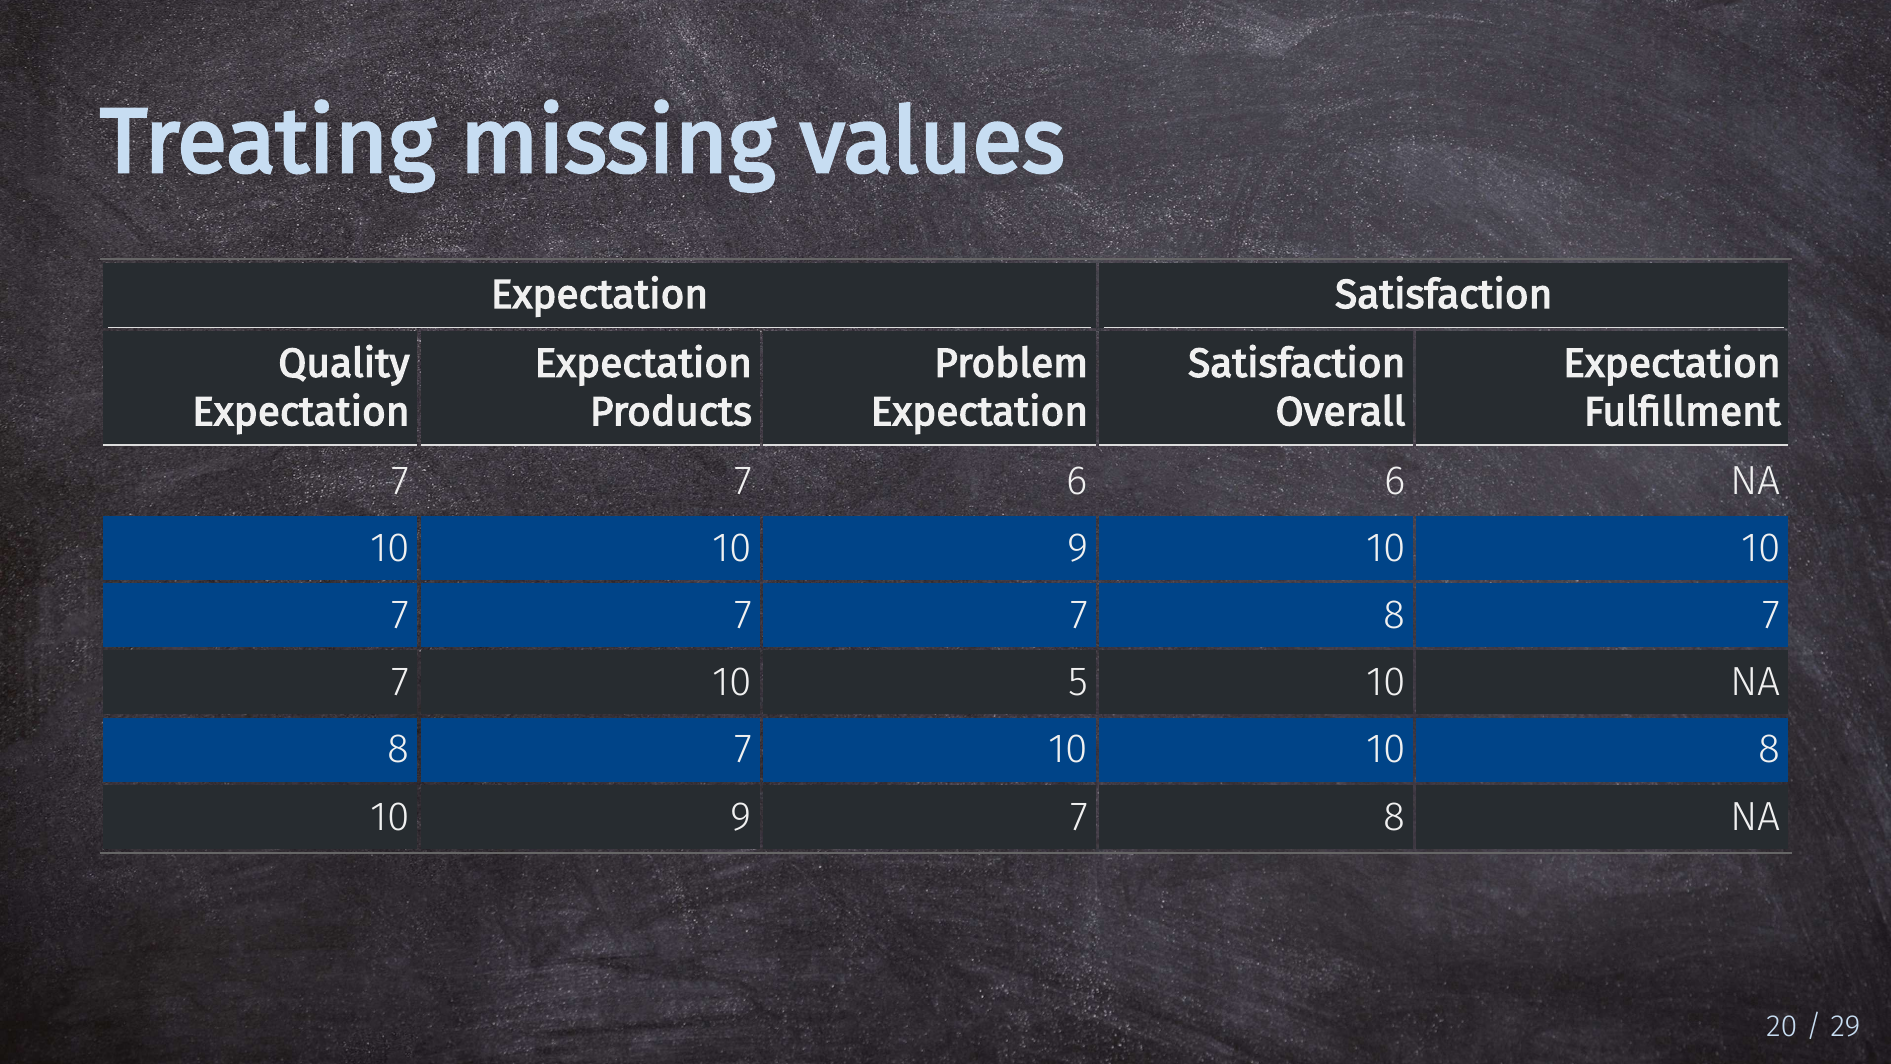 Treating missing values
Expectation Satisfaction
Quality Expectation Problem Satisfaction Expectation
Expectation Products Expectation Overall Fulfillment
7 7 6 6 NA
10 10 9 10 10
7 7 7 8 7
7 10 5 10 NA
8 7 10 10 8
10 9 7 8 NA
20 / 29